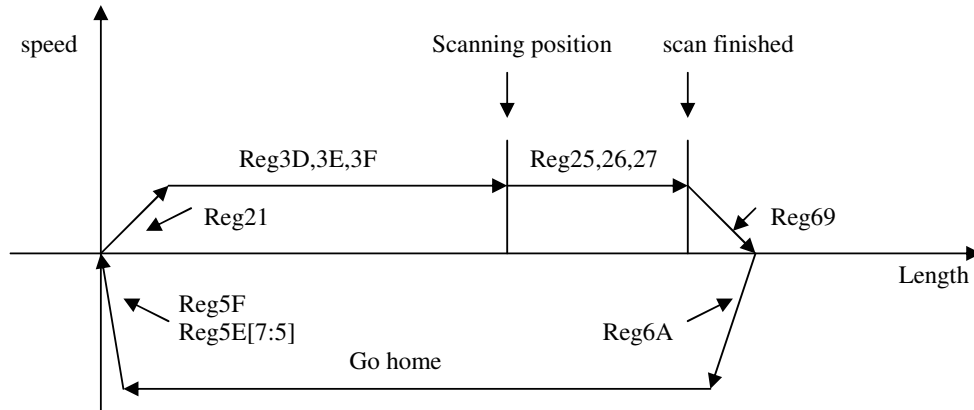 speed
Scanning position
scan finished
Reg3D,3E,3F
Reg25,26,27
Reg21
Reg69
Length
Reg5F
Reg5E[7:5]
Reg6A
Go home